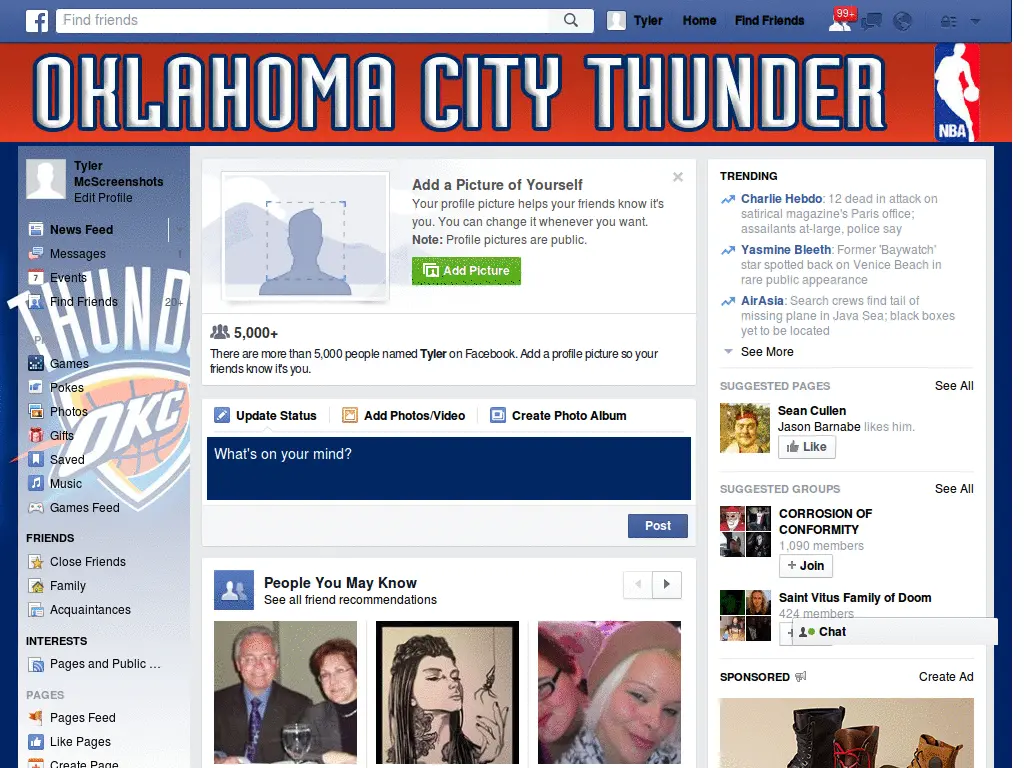 Find friends
Tyler
Home
Find Friends
99+
OKLAHOMA CITY THUNDER
NBA
Tyler
McScreenshots
Edit Profile
News Feed
Messages
7
Events
Find Friends
20+
THUND
Games
Pokes
Photos
OKC
Gifts
Saved
Music
Games Feed
FRIENDS
Close Friends
Family
Acquaintances
INTERESTS
Pages and Public ...
PAGES
Pages Feed
Like Pages
Create Page
Add a Picture of Yourself
Your profile picture helps your friends know it's
you. You can change it whenever you want.
Note: Profile pictures are public.
Add Picture
5,000+
There are more than 5,000 people named Tyler on Facebook. Add a profile picture so your
friends know it's you.
Update Status
Add Photos/Video
Create Photo Album
What's on your mind?
Post
People You May Know
See all friend recommendations
TRENDING
Charlie Hebdo: 12 dead in attack on
satirical magazine's Paris office;
assailants at-large, police say
Yasmine Bleeth: Former 'Baywatch'
star spotted back on Venice Beach in
rare public appearance
AirAsia: Search crews find tail of
missing plane in Java Sea; black boxes
yet to be located
See More
SUGGESTED PAGES
See All
Sean Cullen
Jason Barnabe likes him.
Like
SUGGESTED GROUPS
See All
CORROSION OF
CONFORMITY
1,090 members
+ Join
Saint Vitus Family of Doom
424 members
Chat
SPONSORED
Create Ad